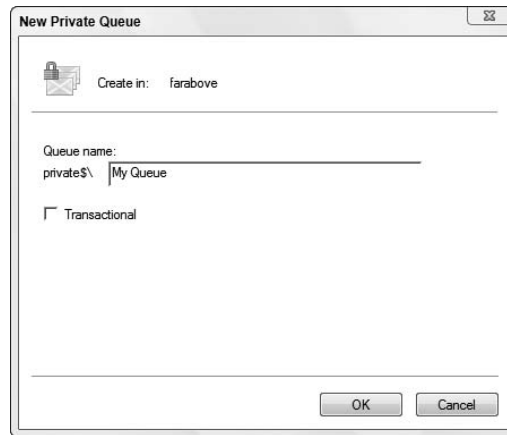 New Private Queue
Create in: farabove
Queue name:
private$\ My Queue
Transactional
OK Cancel